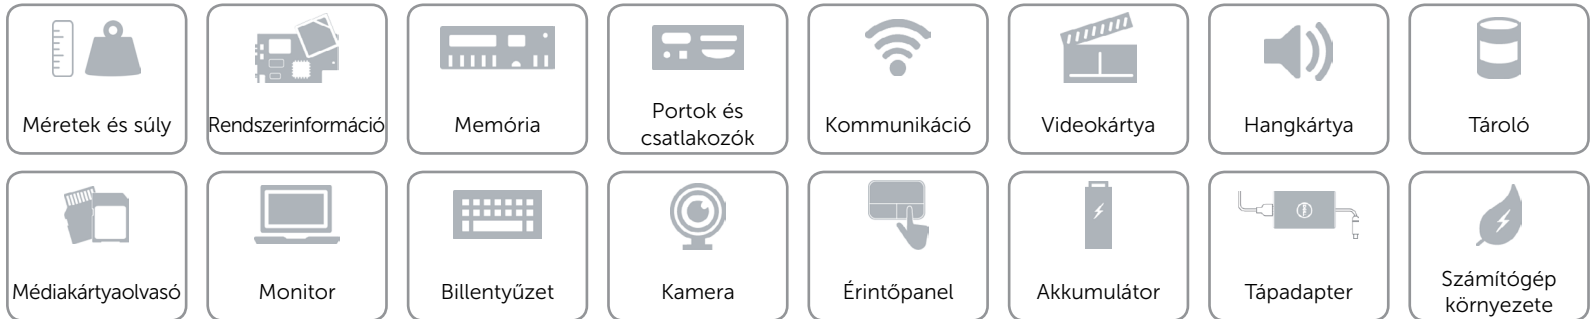 Méretek és súly
Rendszerinformáció
Memória
Portok és
csatlakozók
Kommunikáció
Videokártya
Hangkártya
Tároló
Médiakártyaolvasó
Monitor
Billentyűzet
Kamera
Érintőpanel
Akkumulátor
Tápadapter
Számítógép
környezete